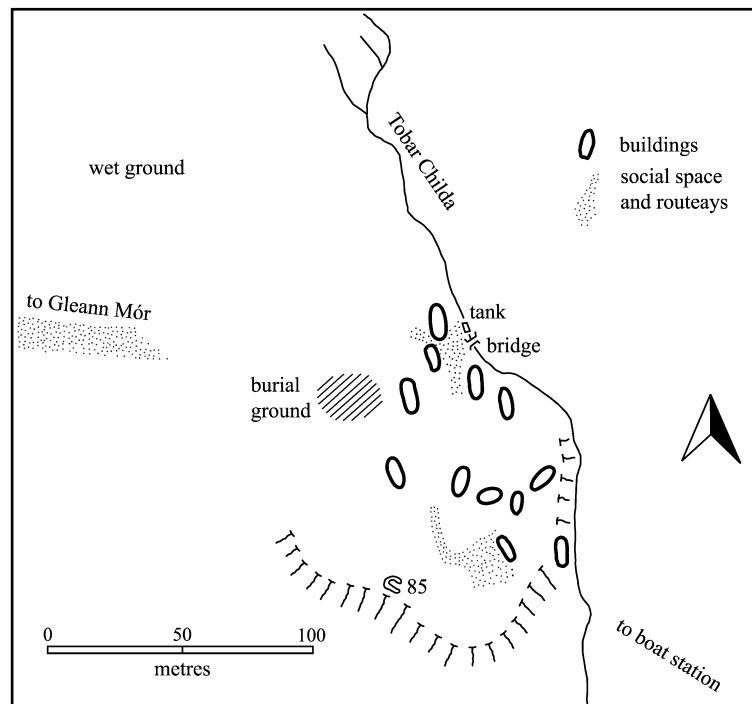 Tobar Childa
buildings
social space
and routeays
wet ground
to Gleann Mór
tank
bridge
burial
ground
85
0 50 100
metres
to boat station